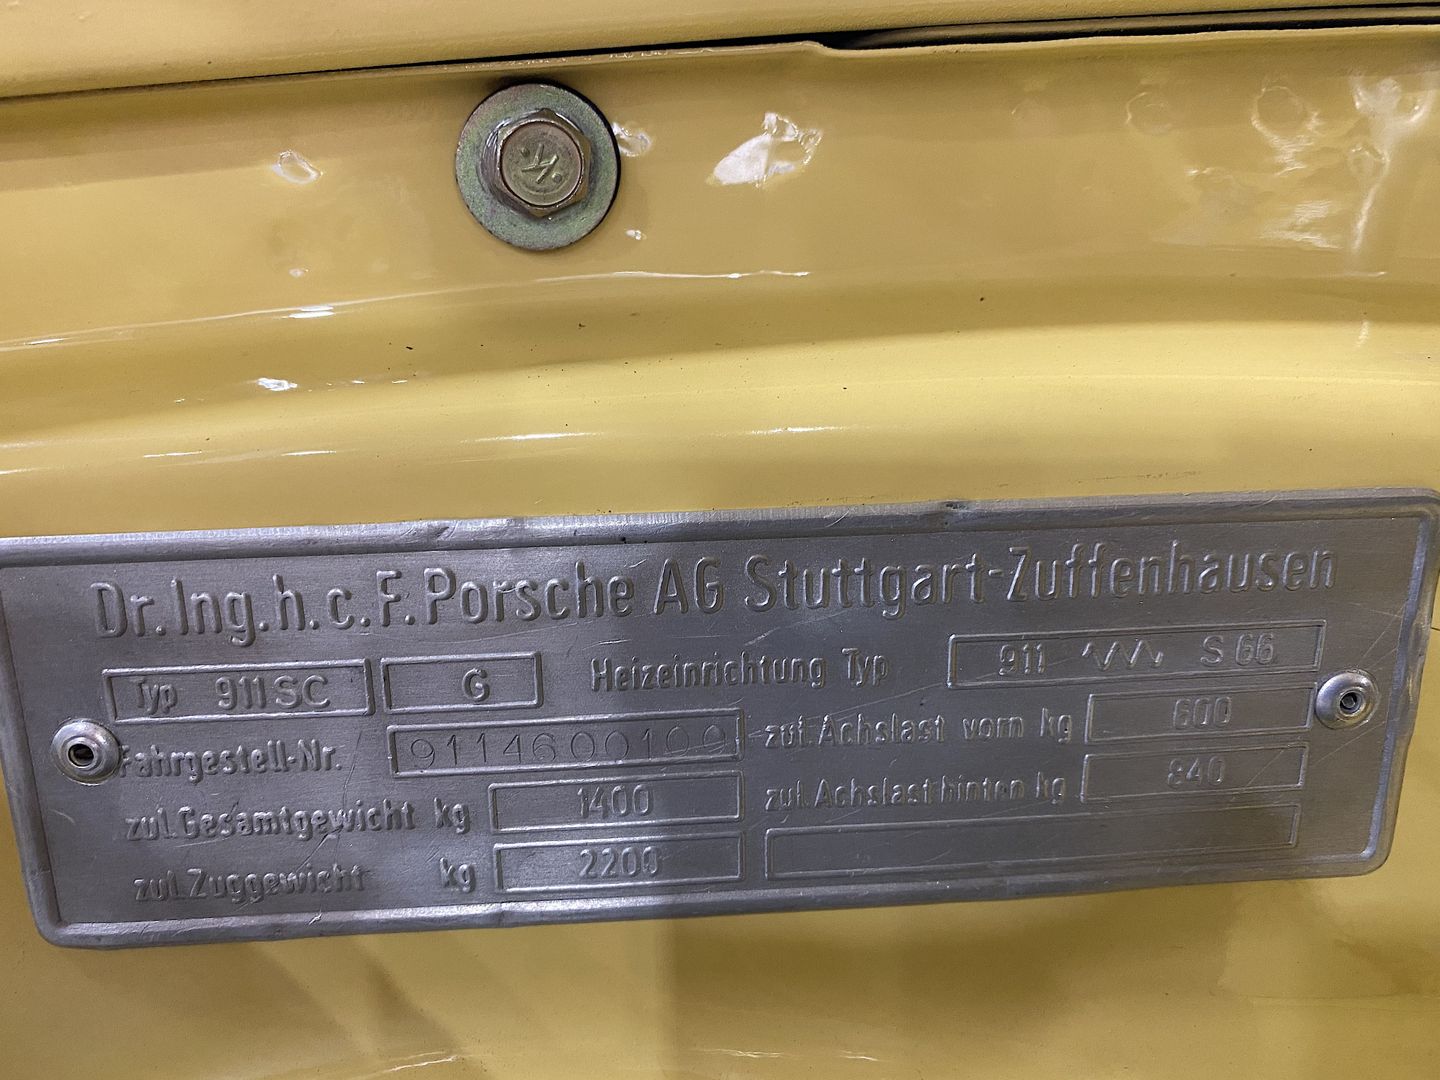 Dr. Ing. h. c. F. Porsche AG Stuttgart-Zuffenhausen
Typ 911 SC G Heizeinrichtung Typ 911 S 66
Fahrgestell-Nr. 9114600109 zul. Achslast vorn kg 600
zul. Gesamtgewicht kg 1400 zul. Achslast hinten kg 840
zul. Zuggewicht kg 2200